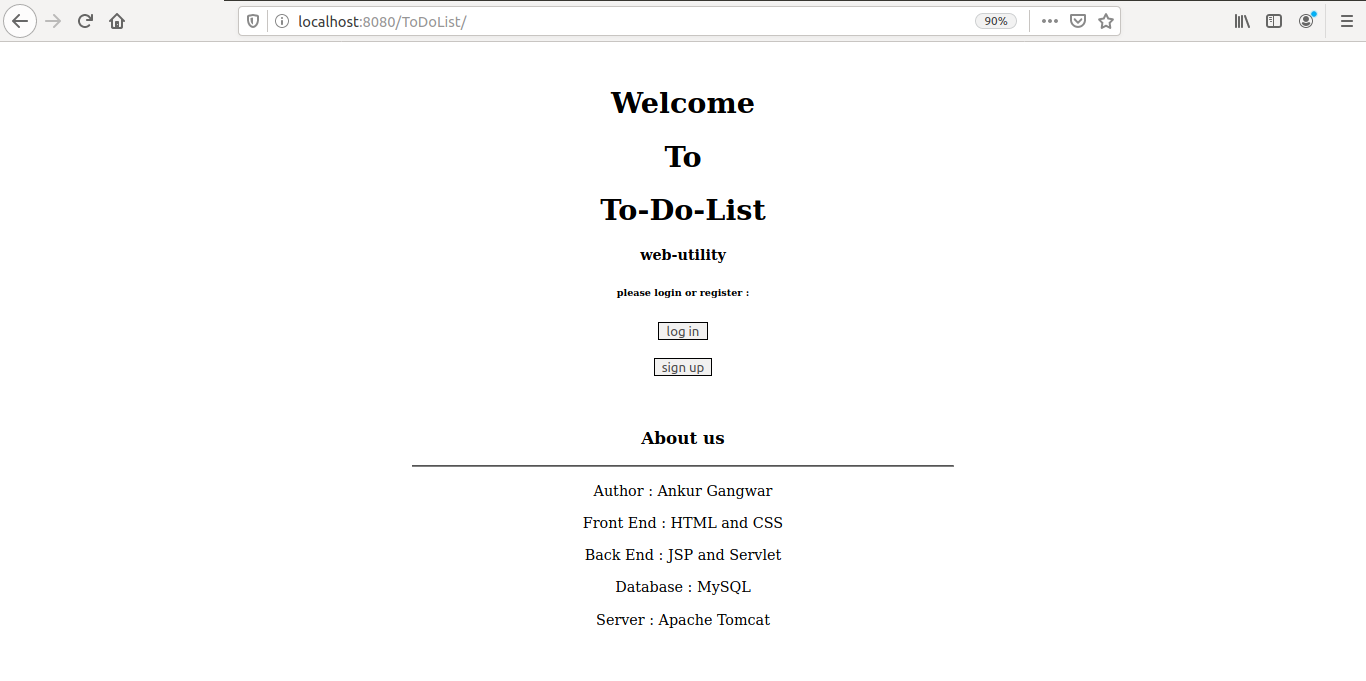 localhost:8080/ToDoList/
90%
Welcome
To
To-Do-List
web-utility
please login or register :
log in
sign up
About us
Author : Ankur Gangwar
Front End : HTML and CSS
Back End : JSP and Servlet
Database : MySQL
Server : Apache Tomcat